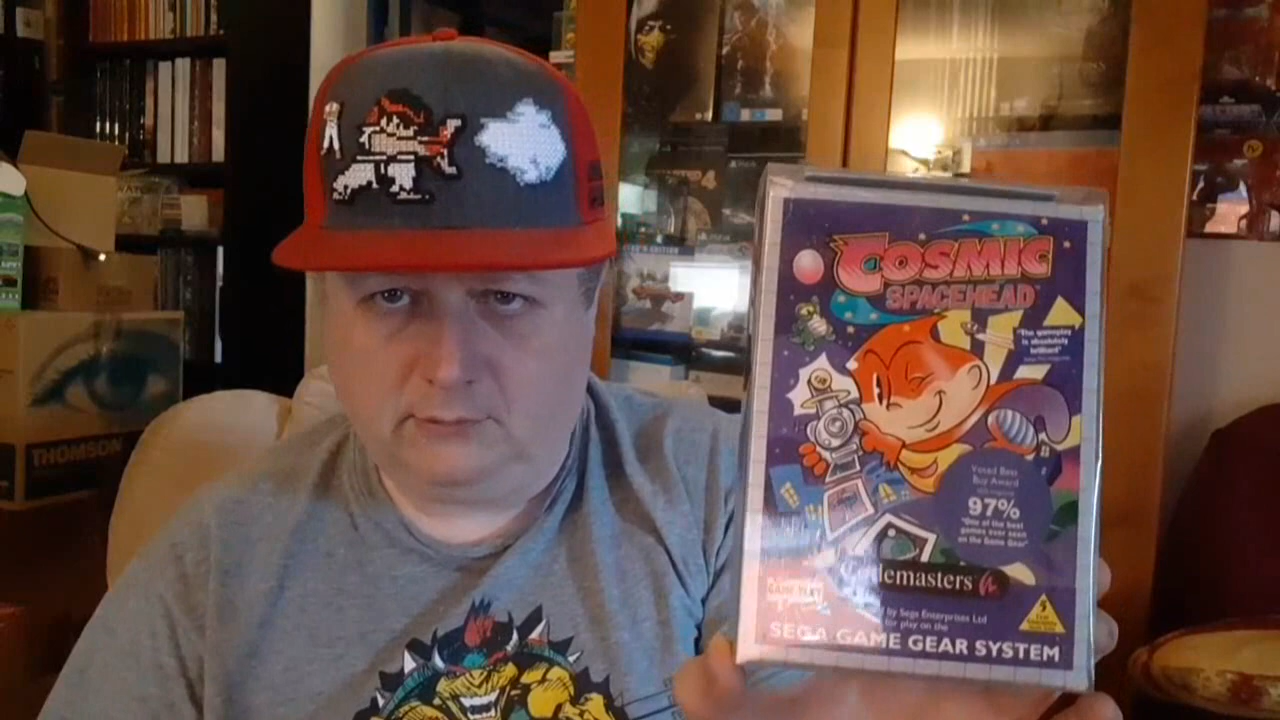 THOMSON
COSMIC
SPACEHEAD
"The gameplay
is absolutely
brilliant"
Voted Best
Buy Award
97%
"One of the best
games ever seen
on the Game Gear"
lemasters
by Sega Enterprises Ltd
for play on the
SEGA GAME GEAR SYSTEM